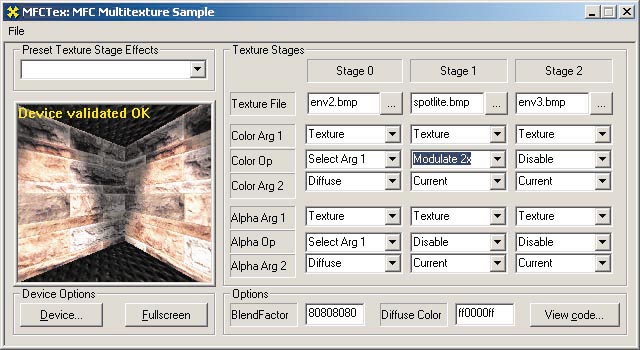 MFCTex: MFC Multitexture Sample
File
Preset Texture Stage Effects
Device validated OK
Texture Stages
Stage 0 Stage 1 Stage 2
Texture File env2.bmp ... spotlite.bmp ... env3.bmp ...
Color Arg 1 Texture Texture Texture
Color Op Select Arg 1 Modulate 2x Disable
Color Arg 2 Diffuse Current Current
Alpha Arg 1 Texture Texture Texture
Alpha Op Select Arg 1 Disable Disable
Alpha Arg 2 Diffuse Current Current
Device Options
Device... Fullscreen
Options
BlendFactor 80808080 Diffuse Color ff0000ff View code...